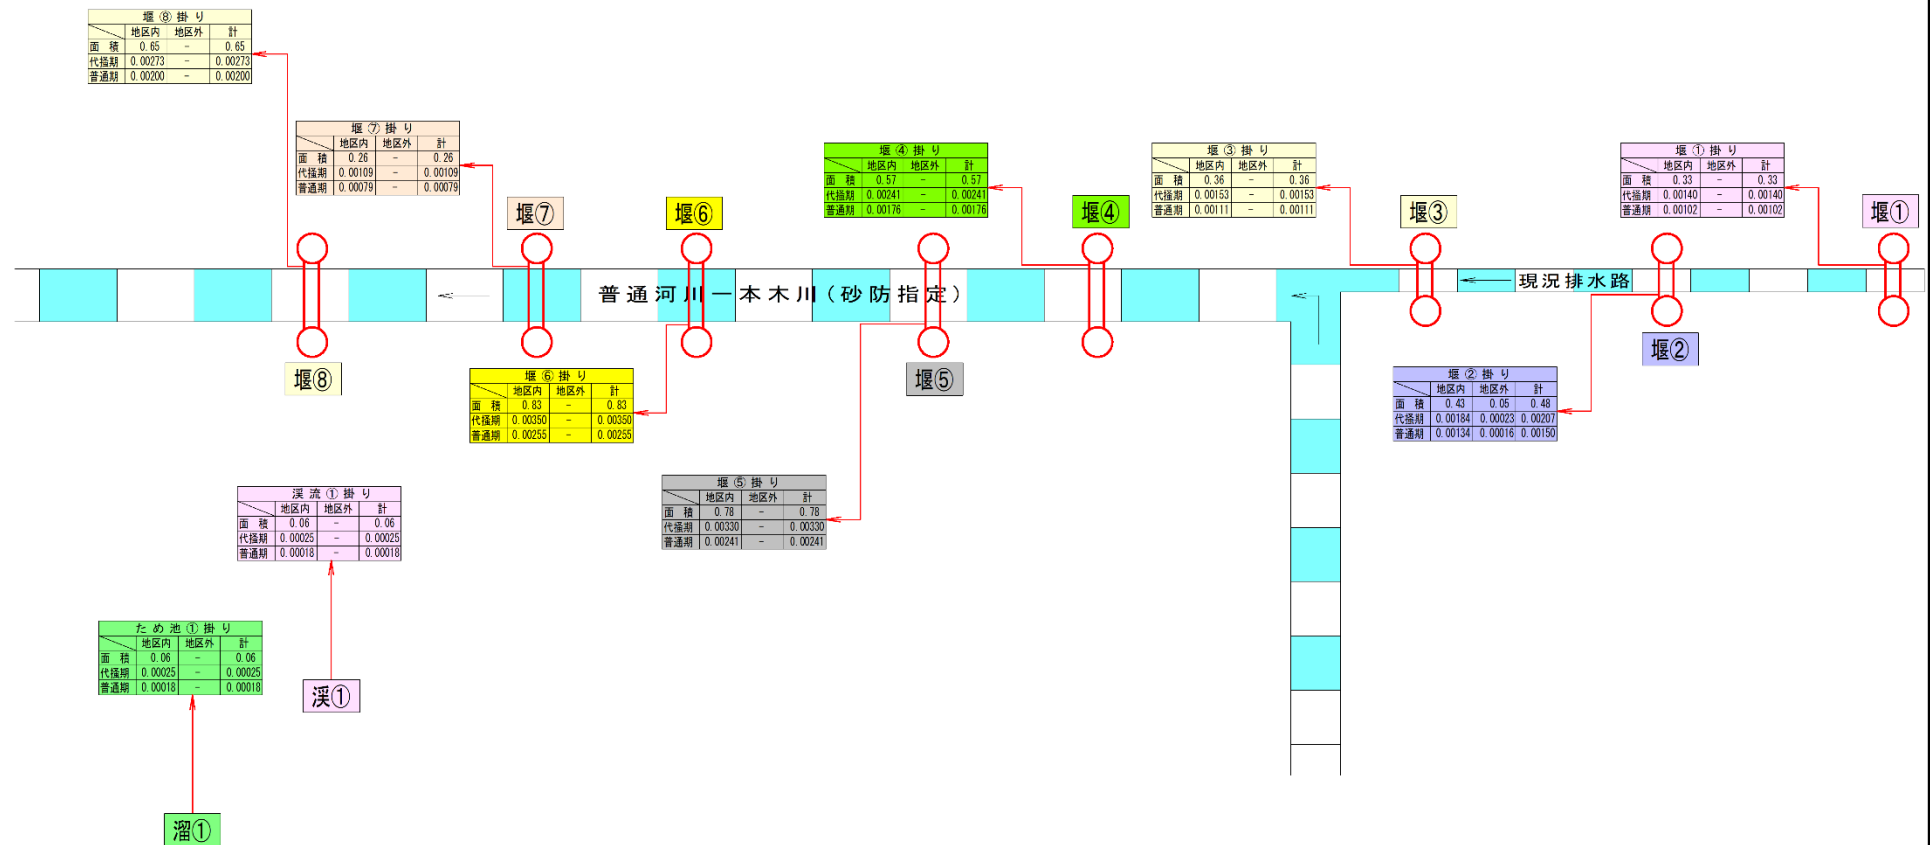 堰⑧掛り
地区内 地区外 計
面積 0.65 - 0.65
代掻期 0.00273 - 0.00273
普通期 0.00200 - 0.00200
堰⑦掛り
地区内 地区外 計
面積 0.26 - 0.26
代掻期 0.00109 - 0.00109
普通期 0.00079 - 0.00079
堰④掛り
地区内 地区外 計
面積 0.57 - 0.57
代掻期 0.00241 - 0.00241
普通期 0.00176 - 0.00176
堰③掛り
地区内 地区外 計
面積 0.36 - 0.36
代掻期 0.00153 - 0.00153
普通期 0.00111 - 0.00111
堰①掛り
地区内 地区外 計
面積 0.33 - 0.33
代掻期 0.00140 - 0.00140
普通期 0.00102 - 0.00102
堰⑦
堰⑥
堰④
堰③
堰①
普通河川一本木川(砂防指定)
現況排水路
堰⑧
堰⑤
堰②
堰⑥掛り
地区内 地区外 計
面積 0.83 - 0.83
代掻期 0.00350 - 0.00350
普通期 0.00255 - 0.00255
堰②掛り
地区内 地区外 計
面積 0.43 0.05 0.48
代掻期 0.00184 0.00023 0.00207
普通期 0.00134 0.00016 0.00150
堰⑤掛り
地区内 地区外 計
面積 0.78 - 0.78
代掻期 0.00330 - 0.00330
普通期 0.00241 - 0.00241
渓流①掛り
地区内 地区外 計
面積 0.06 - 0.06
代掻期 0.00025 - 0.00025
普通期 0.00018 - 0.00018
ため池①掛り
地区内 地区外 計
面積 0.06 - 0.06
代掻期 0.00025 - 0.00025
普通期 0.00018 - 0.00018
渓①
溜①